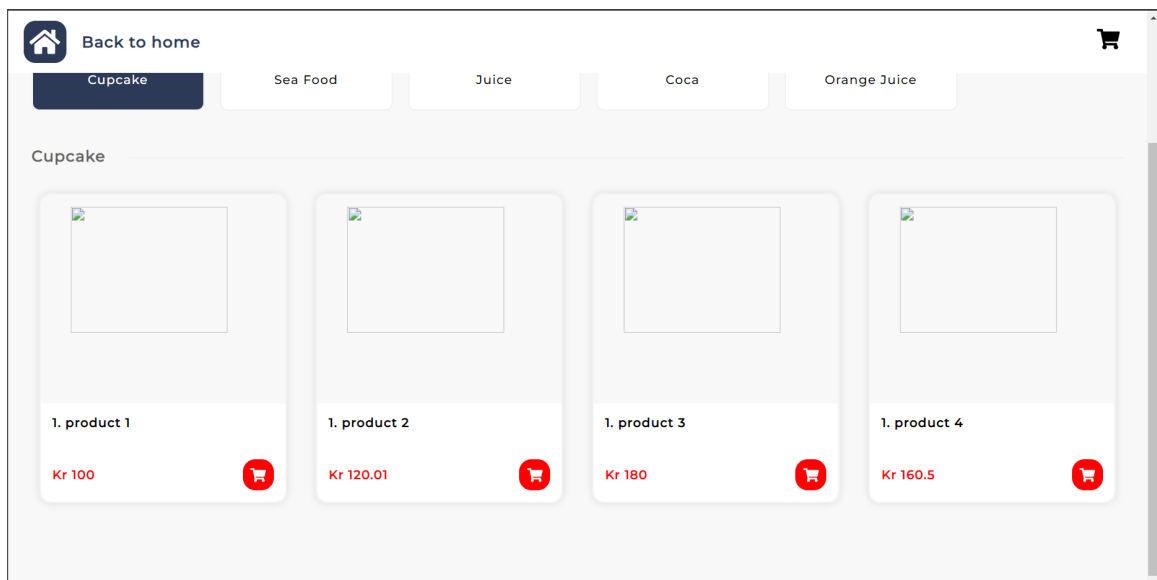 Back to home
Cupcake
Sea Food
Juice
Coca
Orange Juice
Cupcake
1. product 1
Kr 100
1. product 2
Kr 120.01
1. product 3
Kr 180
1. product 4
Kr 160.5